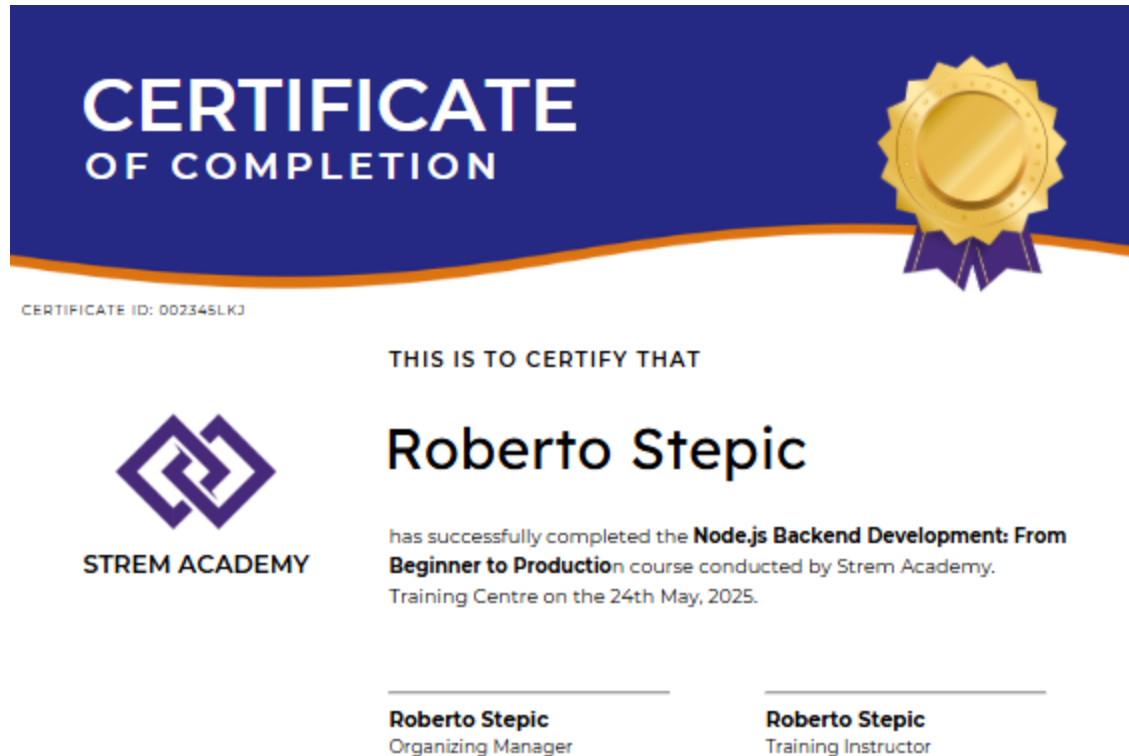 CERTIFICATE
OF COMPLETION
CERTIFICATE ID: 002345LKJ
THIS IS TO CERTIFY THAT
Roberto Stepic
STREM ACADEMY
has successfully completed the Node.js Backend Development: From
Beginner to Production course conducted by Strem Academy.
Training Centre on the 24th May, 2025.
Roberto Stepic
Organizing Manager
Roberto Stepic
Training Instructor